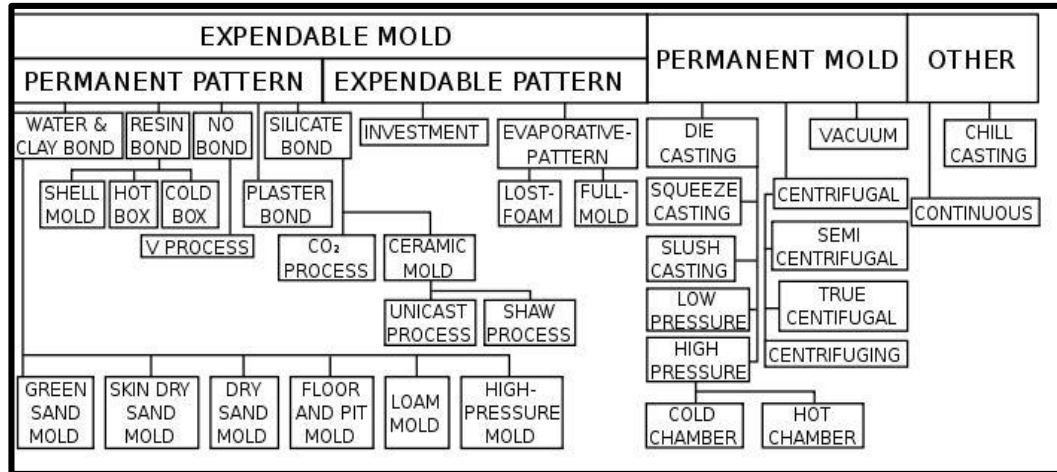 EXPENDABLE MOLD
PERMANENT MOLD
OTHER
PERMANENT PATTERN
EXPENDABLE PATTERN
WATER &
CLAY BOND
RESIN
BOND
NO
BOND
SILICATE
BOND
INVESTMENT
EVAPORATIVE-
PATTERN
DIE
CASTING
VACUUM
CHILL
CASTING
SHELL
MOLD
HOT
BOX
COLD
BOX
PLASTER
BOND
LOST-
FOAM
FULL-
MOLD
SQUEEZE
CASTING
CENTRIFUGAL
CONTINUOUS
V PROCESS
CO₂
PROCESS
CERAMIC
MOLD
SLUSH
CASTING
SEMI
CENTRIFUGAL
UNICAST
PROCESS
SHAW
PROCESS
LOW
PRESSURE
TRUE
CENTIFUGAL
HIGH
PRESSURE
CENTRIFUGING
GREEN
SAND
MOLD
SKIN DRY
SAND
MOLD
DRY
SAND
MOLD
FLOOR
AND PIT
MOLD
LOAM
MOLD
HIGH-
PRESSURE
MOLD
COLD
CHAMBER
HOT
CHAMBER